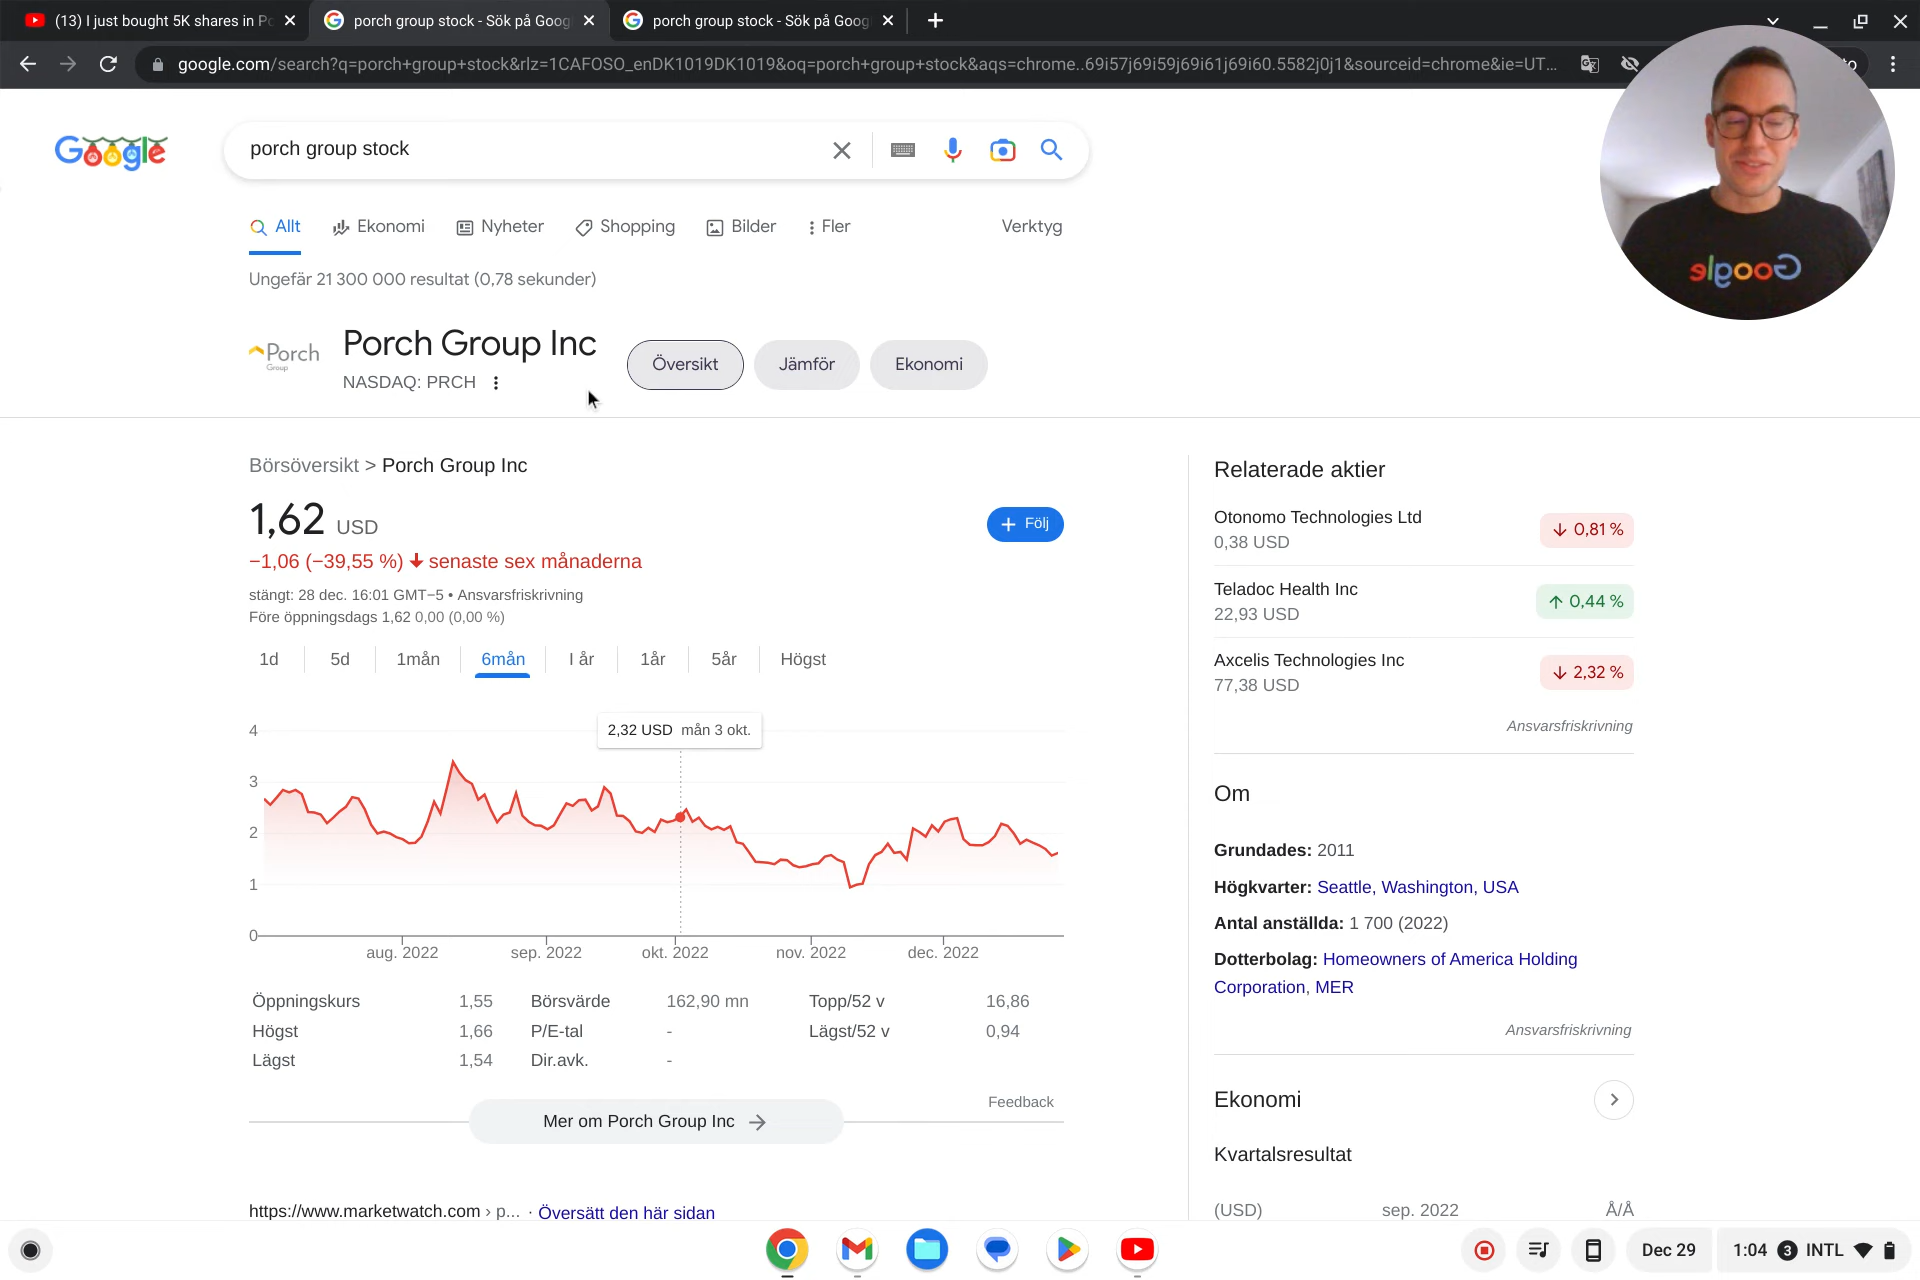 (13) I just bought 5K shares in Po
porch group stock - Sök på Goog
porch group stock - Sök på Goog
google.com/search?q=porch+group+stock&rlz=1CAFOSO_enDK1019DK1019&oq=porch+group+stock&aqs=chrome..69i57j69i59j69i61j69i60.5582j0j1&sourceid=chrome&ie=UT...
Google
porch group stock
Google
Allt
Ekonomi
Nyheter
Shopping
Bilder
Fler
Verktyg
Ungefär 21 300 000 resultat (0,78 sekunder)
Porch
Group
Porch Group Inc
NASDAQ: PRCH
Översikt
Jämför
Ekonomi
Börsöversikt > Porch Group Inc
1,62 USD
+ Följ
−1,06 (−39,55 %) senaste sex månaderna
stängt: 28 dec. 16:01 GMT−5 • Ansvarsfriskrivning
Före öppningsdags 1,62 0,00 (0,00 %)
1d
5d
1mån
6mån
I år
1år
5år
Högst
2,32 USD mån 3 okt.
4
3
2
1
0
aug. 2022
sep. 2022
okt. 2022
nov. 2022
dec. 2022
Öppningskurs 1,55 Börsvärde 162,90 mn Topp/52 v 16,86
Högst 1,66 P/E-tal - Lägst/52 v 0,94
Lägst 1,54 Dir.avk. -
Feedback
Mer om Porch Group Inc
https://www.marketwatch.com › p... · Översätt den här sidan
Relaterade aktier
Otonomo Technologies Ltd
0,38 USD
0,81 %
Teladoc Health Inc
22,93 USD
0,44 %
Axcelis Technologies Inc
77,38 USD
2,32 %
Ansvarsfriskrivning
Om
Grundades: 2011
Högkvarter: Seattle, Washington, USA
Antal anställda: 1 700 (2022)
Dotterbolag: Homeowners of America Holding
Corporation, MER
Ansvarsfriskrivning
Ekonomi
Kvartalsresultat
(USD) sep. 2022 Å/Å
Dec 29
1:04 3 INTL